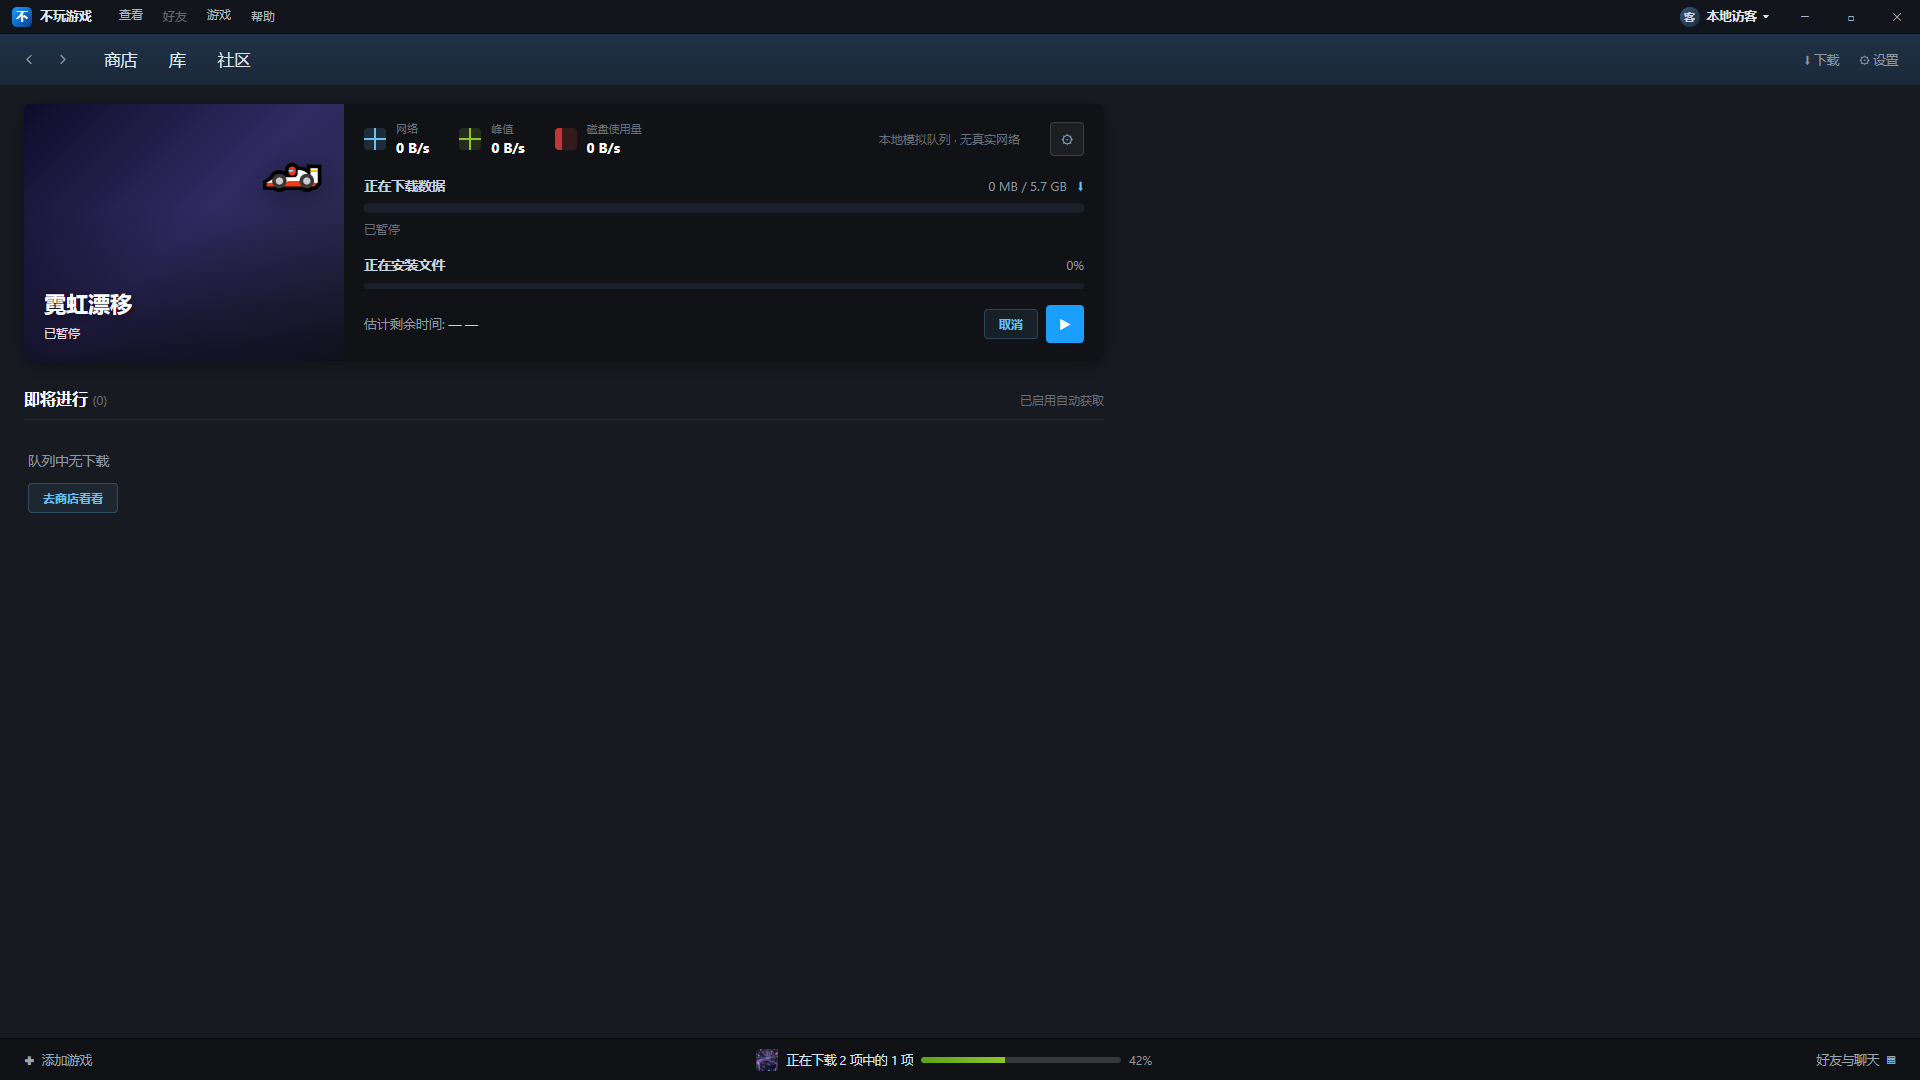 不 不玩游戏 查看 好友 游戏 帮助 客 本地访客
商店 库 社区 下载 设置
网络 峰值 磁盘使用量
0 B/s 0 B/s 0 B/s
本地模拟队列 · 无真实网络
正在下载数据 0 MB / 5.7 GB
已暂停
正在安装文件 0%
霓虹漂移
已暂停
估计剩余时间: — — 取消
即将进行 (0) 已启用自动获取
队列中无下载
去商店看看
添加游戏 正在下载 2 项中的 1 项 42% 好友与聊天